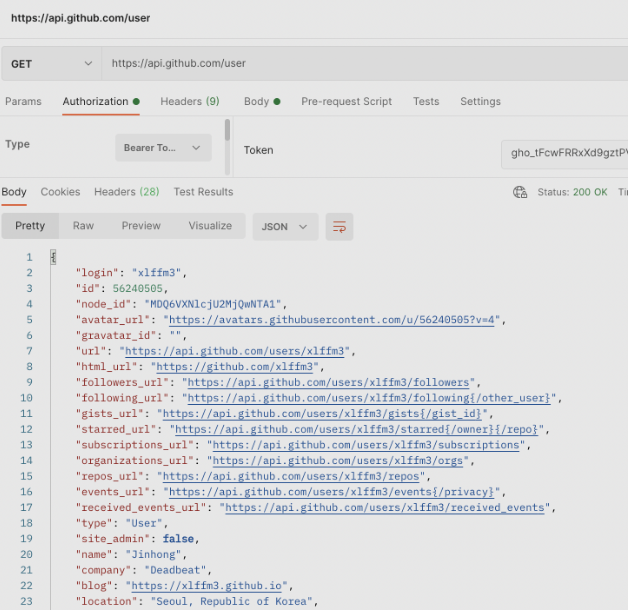 https://api.github.com/user
GET https://api.github.com/user
Params Authorization Headers (9) Body Pre-request Script Tests Settings
Type Bearer To... Token gho_tFcwFRRxXd9gztPV
Body Cookies Headers (28) Test Results Status: 200 OK Ti
Pretty Raw Preview Visualize JSON
1 {
2 "login": "xlffm3",
3 "id": 56240505,
4 "node_id": "MDQ6VXNlcjU2MjQwNTA1",
5 "avatar_url": "https://avatars.githubusercontent.com/u/56240505?v=4",
6 "gravatar_id": "",
7 "url": "https://api.github.com/users/xlffm3",
8 "html_url": "https://github.com/xlffm3",
9 "followers_url": "https://api.github.com/users/xlffm3/followers",
10 "following_url": "https://api.github.com/users/xlffm3/following{/other_user}",
11 "gists_url": "https://api.github.com/users/xlffm3/gists{/gist_id}",
12 "starred_url": "https://api.github.com/users/xlffm3/starred{/owner}{/repo}",
13 "subscriptions_url": "https://api.github.com/users/xlffm3/subscriptions",
14 "organizations_url": "https://api.github.com/users/xlffm3/orgs",
15 "repos_url": "https://api.github.com/users/xlffm3/repos",
16 "events_url": "https://api.github.com/users/xlffm3/events{/privacy}",
17 "received_events_url": "https://api.github.com/users/xlffm3/received_events",
18 "type": "User",
19 "site_admin": false,
20 "name": "Jinhong",
21 "company": "Deadbeat",
22 "blog": "https://xlffm3.github.io",
23 "location": "Seoul, Republic of Korea",